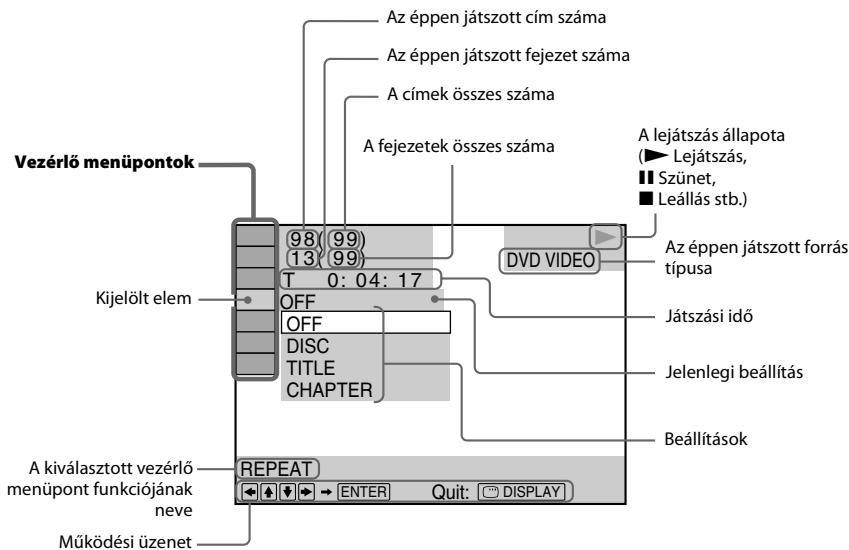 Az éppen játszott cím száma
Az éppen játszott fejezet száma
A címek összes száma
A fejezetek összes száma
A lejátszás állapota
(► Lejátszás,
❚❚ Szünet,
■ Leállás stb.)
Vezérlő menüpontok
98( 99)
13( 99)
DVD VIDEO
Az éppen játszott forrás
típusa
T 0: 04: 17
Kijelölt elem
OFF
OFF
DISC
TITLE
CHAPTER
Játszási idő
Jelenlegi beállítás
Beállítások
A kiválasztott vezérlő
menüpont funkciójának
neve
REPEAT
← ↑ ↓ → → ENTER Quit: DISPLAY
Működési üzenet